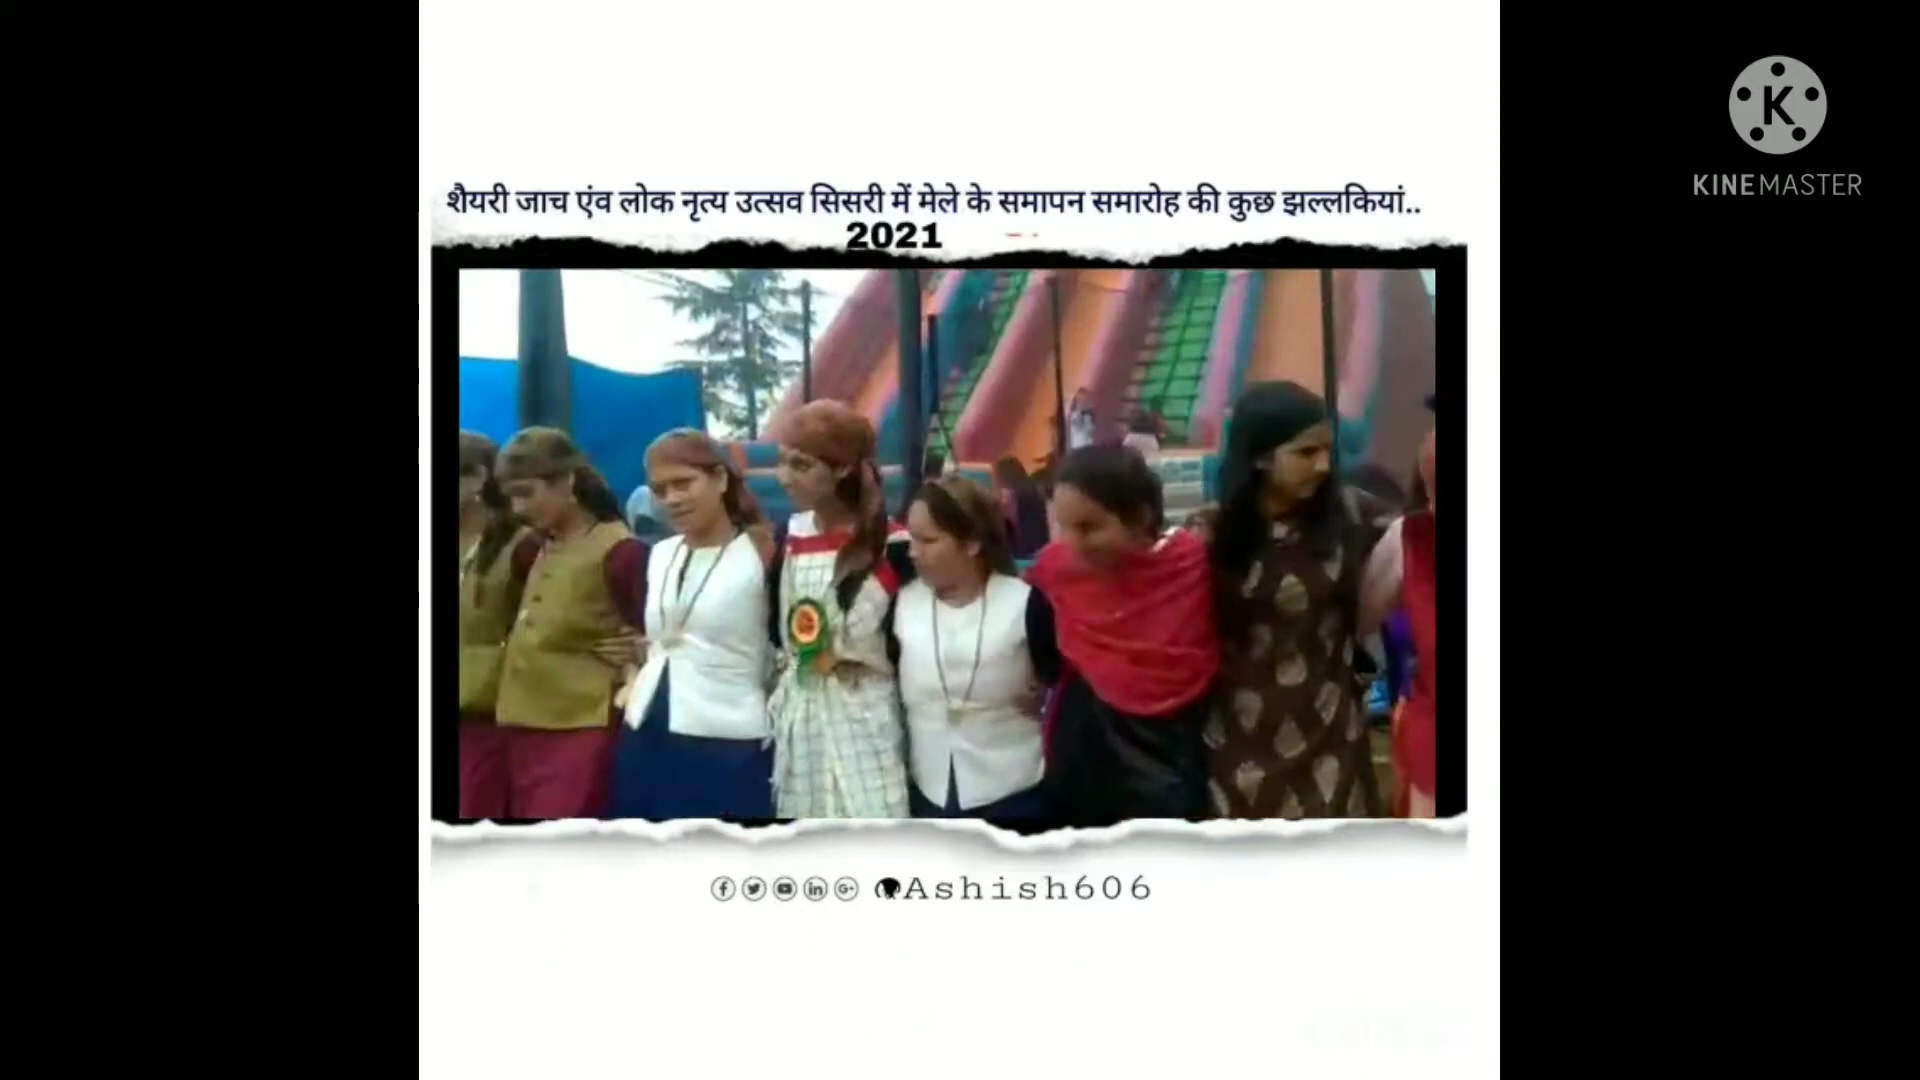 शैयरी जाच एंव लोक नृत्य उत्सव सिसरी में मेले के समापन समारोह की कुछ झल्लकियां..
2021
K
KINEMASTER
Ashish606